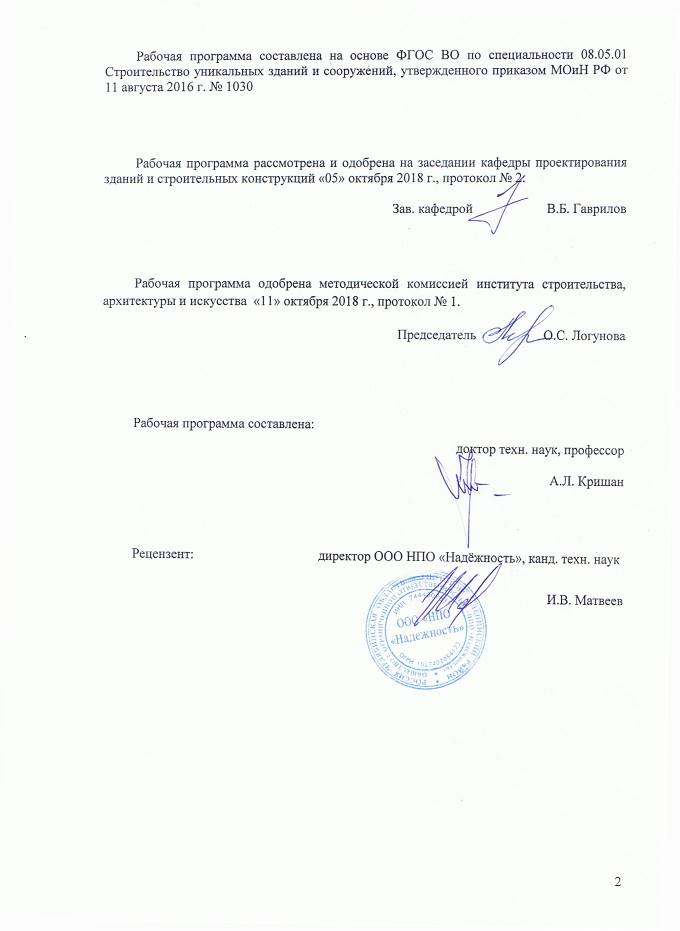 Рабочая программа составлена на основе ФГОС ВО по специальности 08.05.01
Строительство уникальных зданий и сооружений, утвержденного приказом МОиН РФ от
11 августа 2016 г. № 1030
Рабочая программа рассмотрена и одобрена на заседании кафедры проектирования
зданий и строительных конструкций «05» октября 2018 г., протокол № 2.
Зав. кафедрой В.Б. Гаврилов
Рабочая программа одобрена методической комиссией института строительства,
архитектуры и искусства «11» октября 2018 г., протокол № 1.
Председатель О.С. Логунова
Рабочая программа составлена:
доктор техн. наук, профессор
А.Л. Кришан
Рецензент: директор ООО НПО «Надёжность», канд. техн. наук
И.В. Матвеев
ООО «НПО
«Надежность»
2